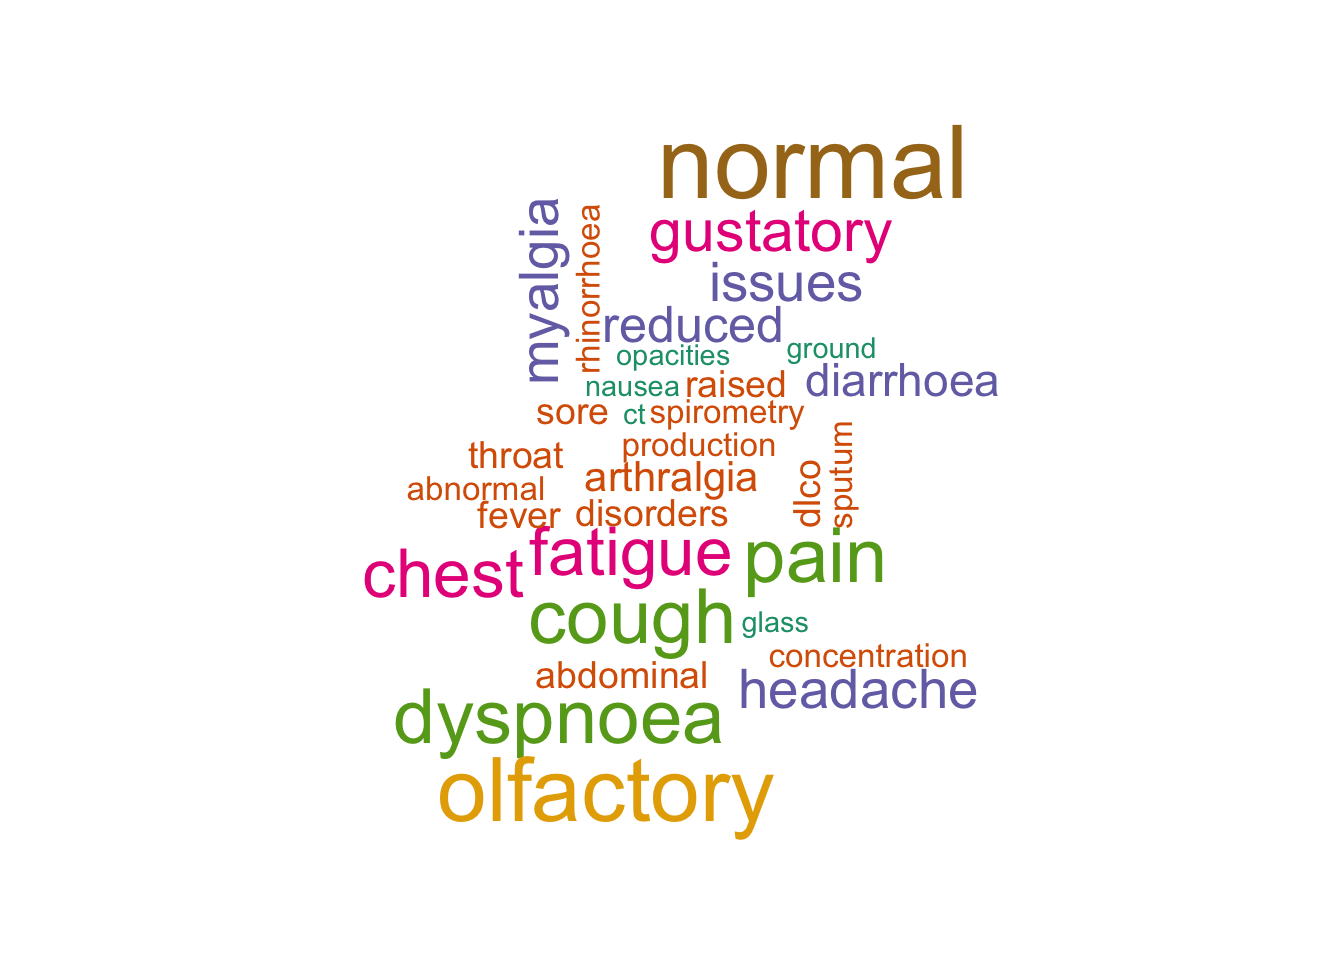 normal
gustatory
myalgia
rhinorrhoea
issues
reduced
opacities
ground
nausea
raised
diarrhoea
sore
ct
spirometry
throat
production
abnormal
arthralgia
dlco
sputum
fever
disorders
chest
fatigue
pain
cough
glass
concentration
abdominal
headache
dyspnoea
olfactory